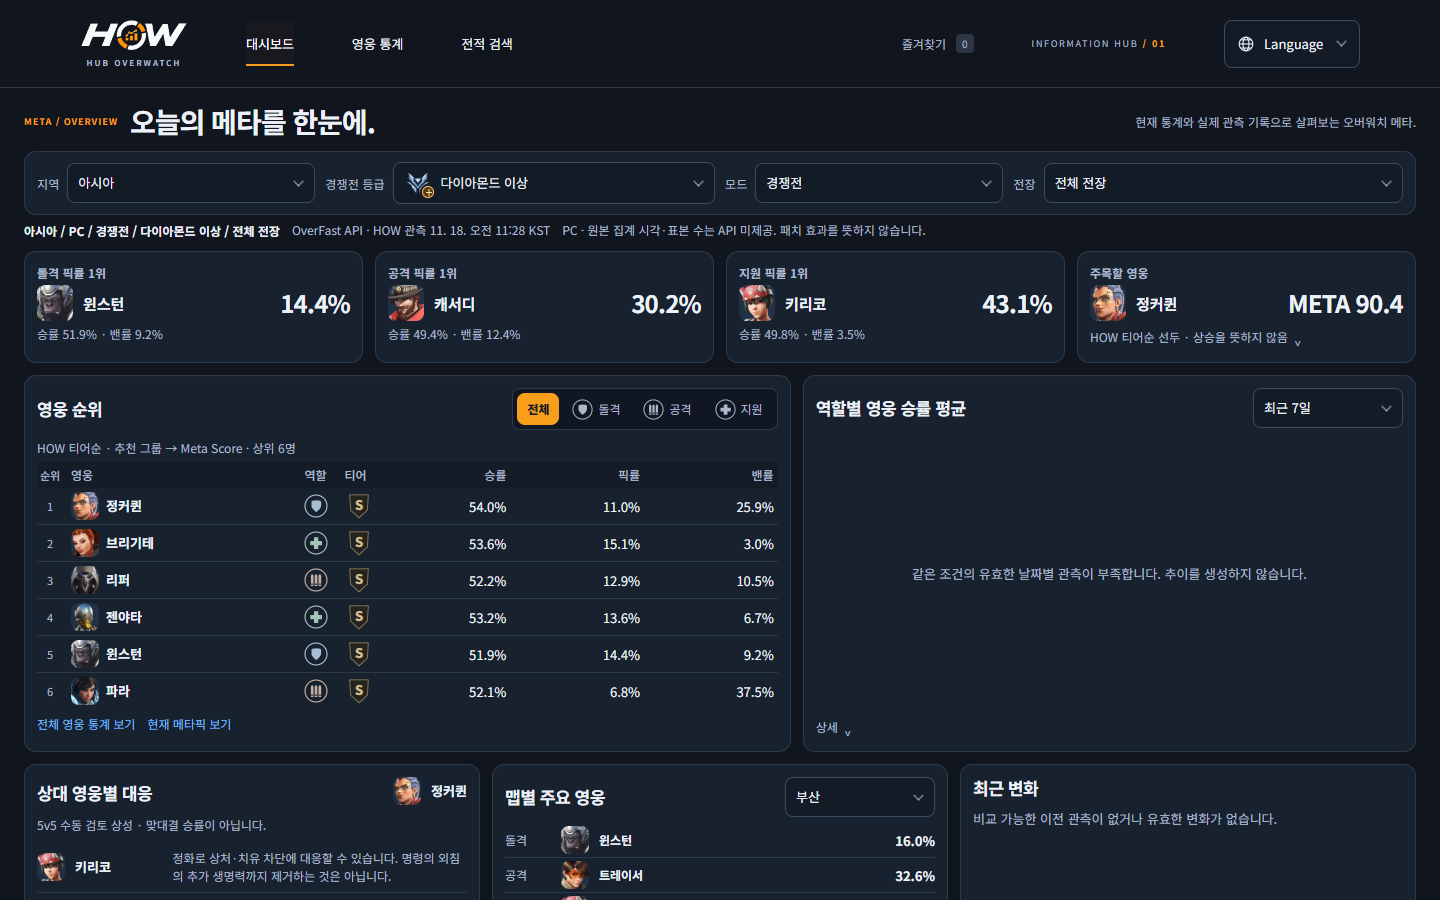 HOW
HUB OVERWATCH
대시보드
영웅 통계
전적 검색
즐겨찾기 0
INFORMATION HUB / 01
Language
META / OVERVIEW
오늘의 메타를 한눈에.
현재 통계와 실제 관측 기록으로 살펴보는 오버워치 메타.
지역 아시아
경쟁전 등급 다이아몬드 이상
모드 경쟁전
전장 전체 전장
아시아 / PC / 경쟁전 / 다이아몬드 이상 / 전체 전장 OverFast API · HOW 관측 11. 18. 오전 11:28 KST PC · 원본 집계 시각·표본 수는 API 미제공. 패치 효과를 뜻하지 않습니다.
돌격 픽률 1위
윈스턴 14.4%
승률 51.9% · 밴률 9.2%
공격 픽률 1위
캐서디 30.2%
승률 49.4% · 밴률 12.4%
지원 픽률 1위
키리코 43.1%
승률 49.8% · 밴률 3.5%
주목할 영웅
정커퀸 META 90.4
HOW 티어순 선두 · 상승을 뜻하지 않음
영웅 순위
전체 돌격 공격 지원
HOW 티어순 · 추천 그룹 → Meta Score · 상위 6명
순위 영웅 역할 티어 승률 픽률 밴률
1 정커퀸 S 54.0% 11.0% 25.9%
2 브리기테 S 53.6% 15.1% 3.0%
3 리퍼 S 52.2% 12.9% 10.5%
4 젠야타 S 53.2% 13.6% 6.7%
5 윈스턴 S 51.9% 14.4% 9.2%
6 파라 S 52.1% 6.8% 37.5%
전체 영웅 통계 보기 현재 메타픽 보기
역할별 영웅 승률 평균
최근 7일
같은 조건의 유효한 날짜별 관측이 부족합니다. 추이를 생성하지 않습니다.
상세
상대 영웅별 대응
정커퀸
5v5 수동 검토 상성 · 맞대결 승률이 아닙니다.
키리코
정화로 상처·치유 차단에 대응할 수 있습니다. 명령의 외침
의 추가 생명력까지 제거하는 것은 아닙니다.
맵별 주요 영웅
부산
돌격 윈스턴 16.0%
공격 트레이서 32.6%
최근 변화
비교 가능한 이전 관측이 없거나 유효한 변화가 없습니다.